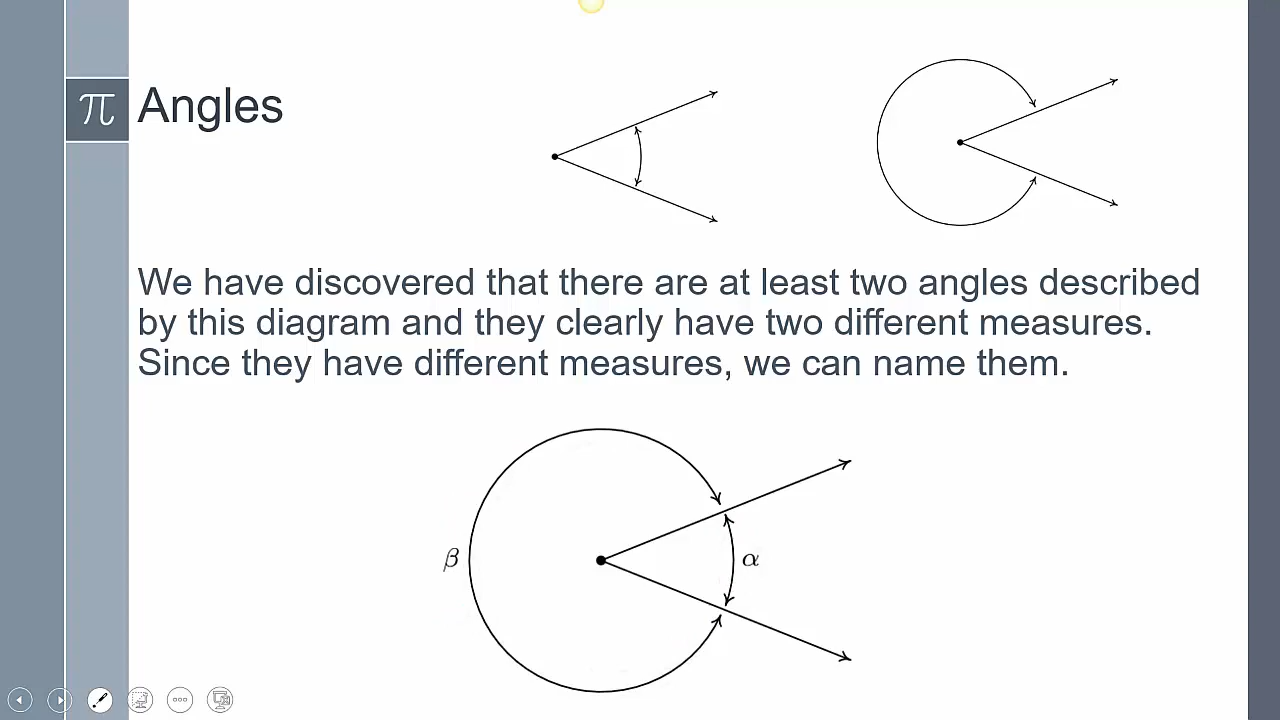 π Angles
We have discovered that there are at least two angles described
by this diagram and they clearly have two different measures.
Since they have different measures, we can name them.
β
α